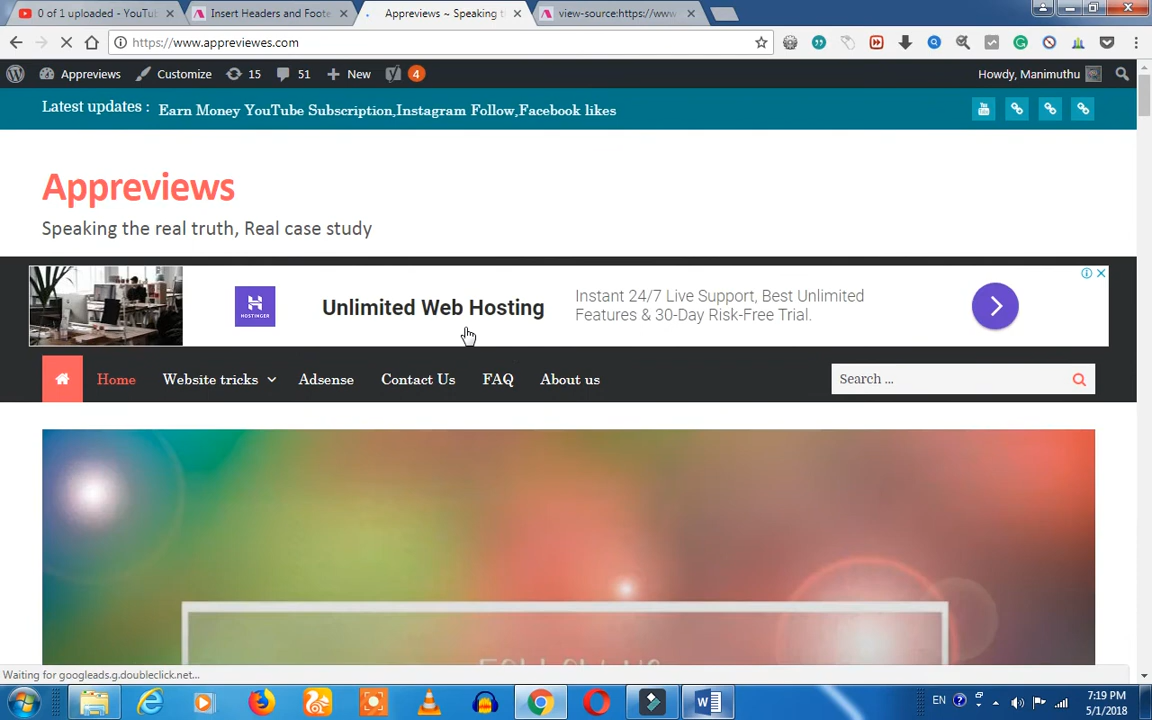 0 of 1 uploaded - YouTu
Insert Headers and Foote
Appreviews ~ Speaking t
view-source:https://www
https://www.appreviewes.com
Appreviews
Customize
15
51
New
4
Howdy, Manimuthu
Latest updates :
Earn Money YouTube Subscription,Instagram Follow,Facebook likes
Appreviews
Speaking the real truth, Real case study
HOSTINGER
Unlimited Web Hosting
Instant 24/7 Live Support, Best Unlimited
Features & 30-Day Risk-Free Trial.
Home
Website tricks
Adsense
Contact Us
FAQ
About us
Search ...
Waiting for googleads.g.doubleclick.net...
EN
7:19 PM
5/1/2018